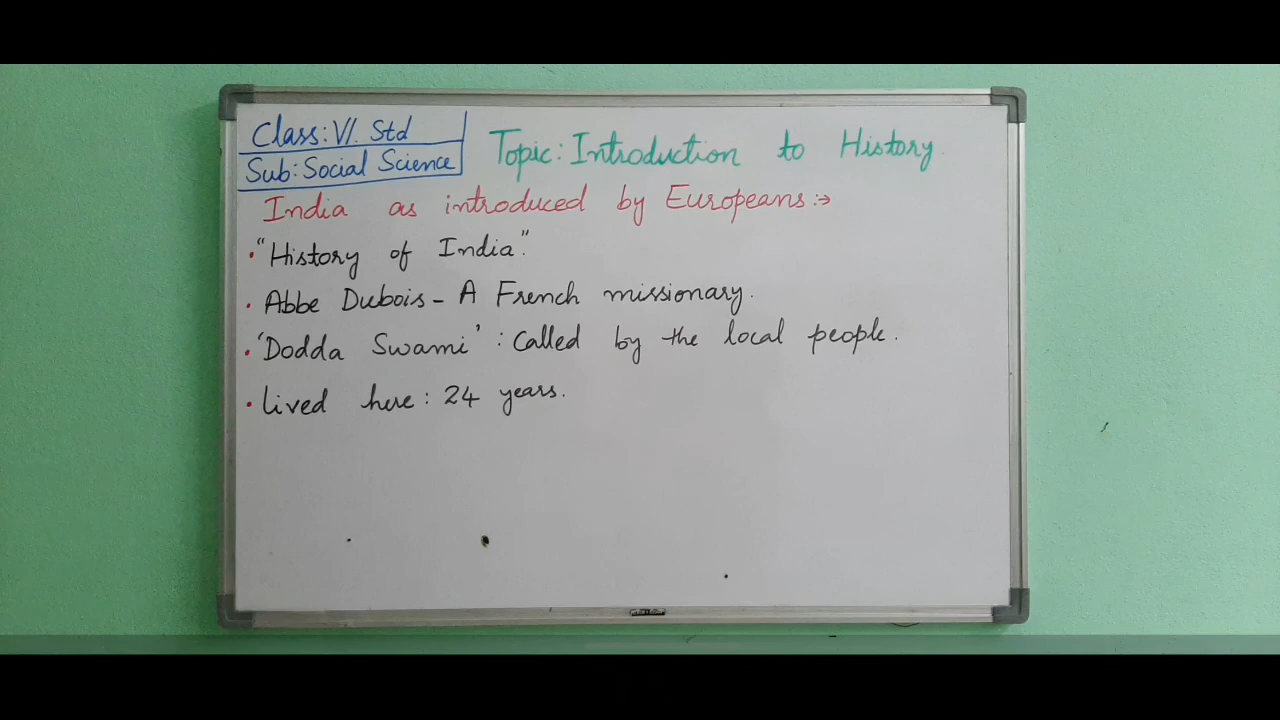 Class: VI. Std
Sub: Social Science
Topic: Introduction to History.
India as introduced by Europeans :→
• "History of India".
• Abbe Dubois - A French missionary.
• 'Dodda Swami' : Called by the local people.
• Lived here : 24 years.